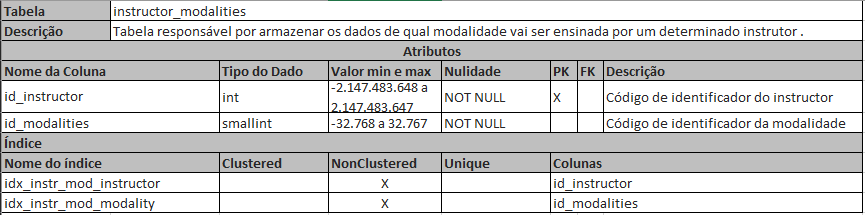 Tabela instructor_modalities
Descrição Tabela responsável por armazenar os dados de qual modalidade vai ser ensinada por um determinado instrutor .
Atributos
Nome da Coluna Tipo do Dado Valor min e max Nulidade PK FK Descrição
id_instructor int -2.147.483.648 a 2.147.483.647 NOT NULL X Código de identificador do instructor
id_modalities smallint -32.768 a 32.767 NOT NULL Código de identificador da modalidade
Índice
Nome do índice Clustered NonClustered Unique Colunas
idx_instr_mod_instructor X id_instructor
idx_instr_mod_modality X id_modalities